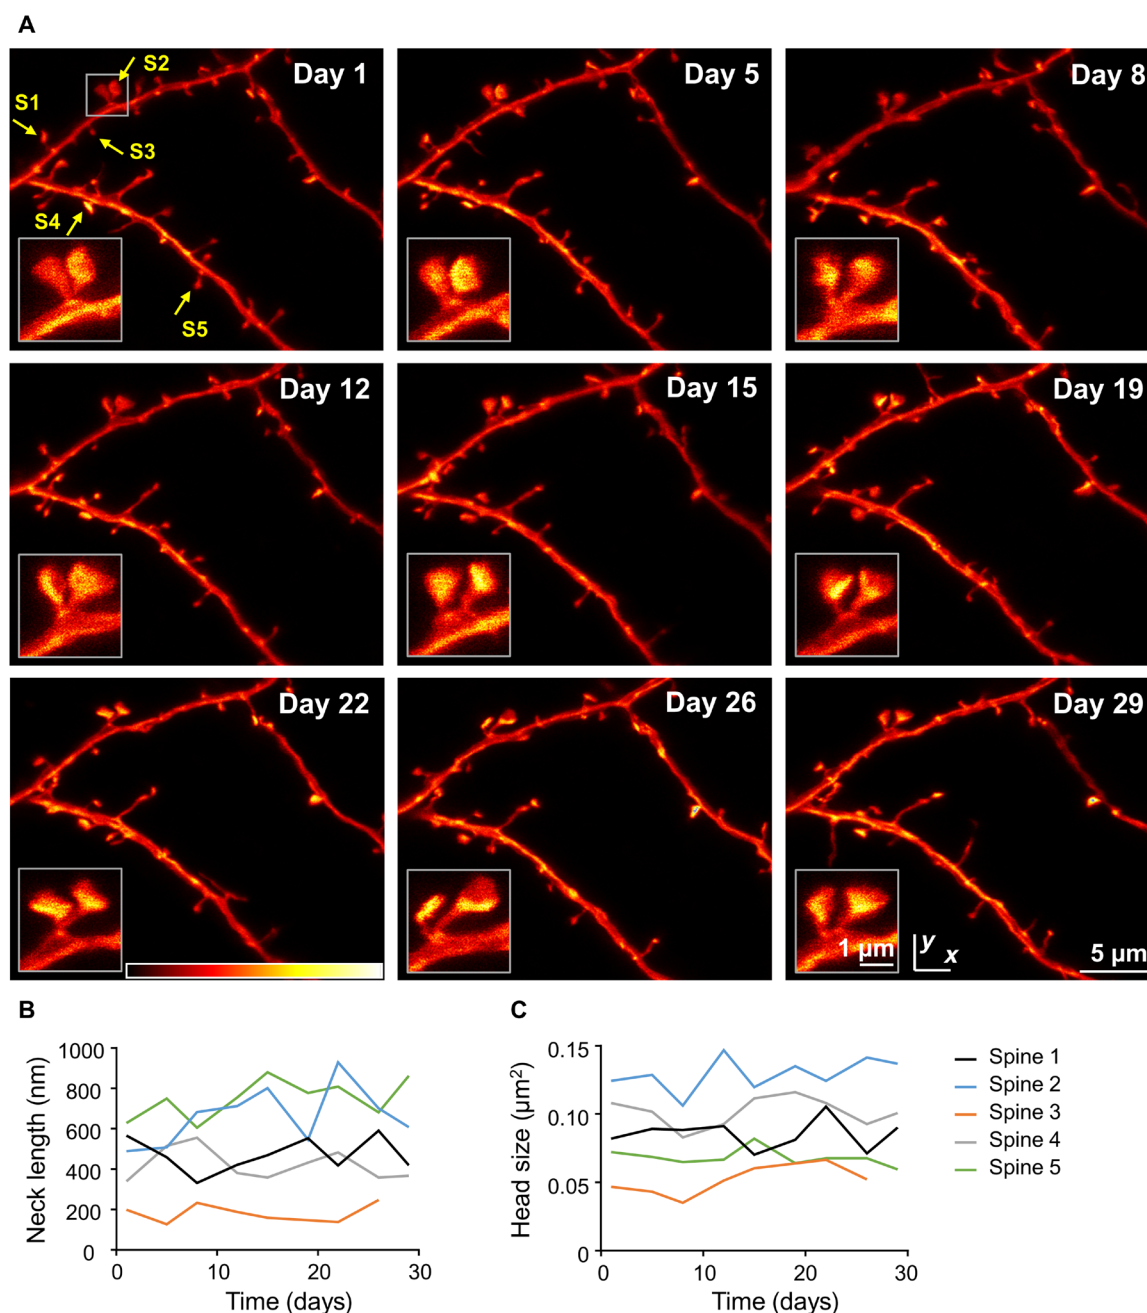 A
Day 1
S2
S1
S3
S4
S5
Day 5
Day 8
Day 12
Day 15
Day 19
Day 22
Day 26
Day 29
1 µm
y
x
5 µm
B
Neck length (nm)
1000
800
600
400
200
0
0 10 20 30
Time (days)
C
Head size (µm²)
0.15
0.10
0.05
0
0 10 20 30
Time (days)
Spine 1
Spine 2
Spine 3
Spine 4
Spine 5